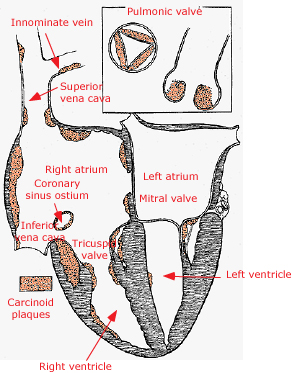 Pulmonic valve
Innominate vein
Superior
vena cava
Right atrium
Left atrium
Coronary
sinus ostium
Mitral valve
Inferior
vena cava
Tricuspid
valve
Left ventricle
Carcinoid
plaques
Right ventricle